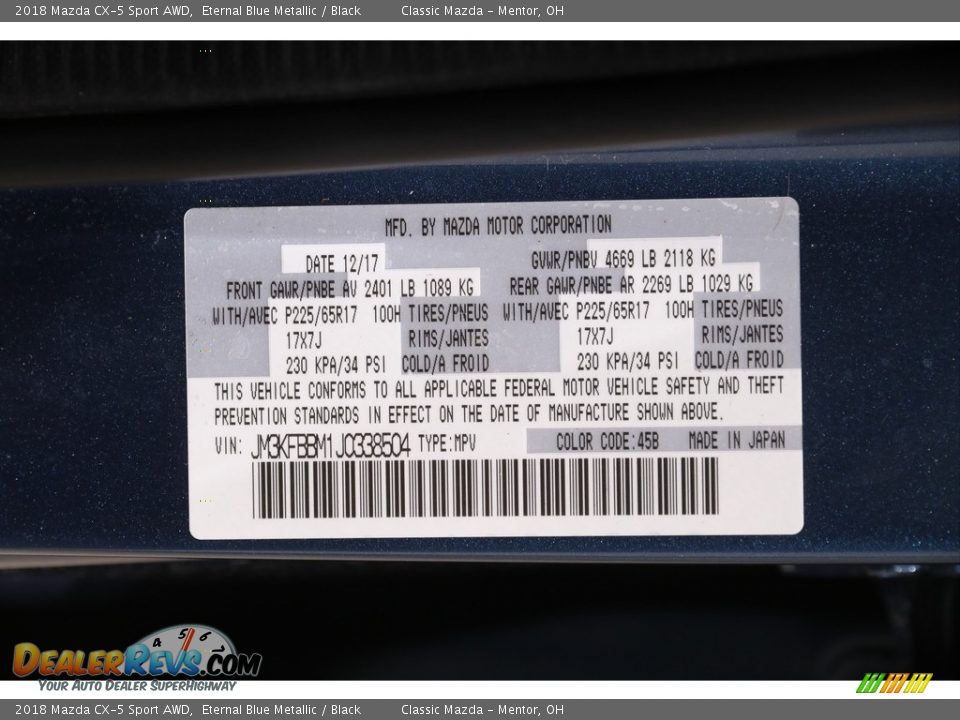 2018 Mazda CX-5 Sport AWD, Eternal Blue Metallic / Black Classic Mazda - Mentor, OH
MFD. BY MAZDA MOTOR CORPORATION
DATE 12/17 GVWR/PNBV 4669 LB 2118 KG
FRONT GAWR/PNBE AV 2401 LB 1089 KG REAR GAWR/PNBE AR 2269 LB 1029 KG
WITH/AVEC P225/65R17 100H TIRES/PNEUS WITH/AVEC P225/65R17 100H TIRES/PNEUS
17X7J RIMS/JANTES 17X7J RIMS/JANTES
230 KPA/34 PSI COLD/A FROID 230 KPA/34 PSI COLD/A FROID
THIS VEHICLE CONFORMS TO ALL APPLICABLE FEDERAL MOTOR VEHICLE SAFETY AND THEFT
PREVENTION STANDARDS IN EFFECT ON THE DATE OF MANUFACTURE SHOWN ABOVE.
VIN: JM3KFBBM1J0338504 TYPE:MPV COLOR CODE:45B MADE IN JAPAN
4 5 6
DealerRevs.com
Your Auto Dealer SuperHighway
2018 Mazda CX-5 Sport AWD, Eternal Blue Metallic / Black Classic Mazda - Mentor, OH